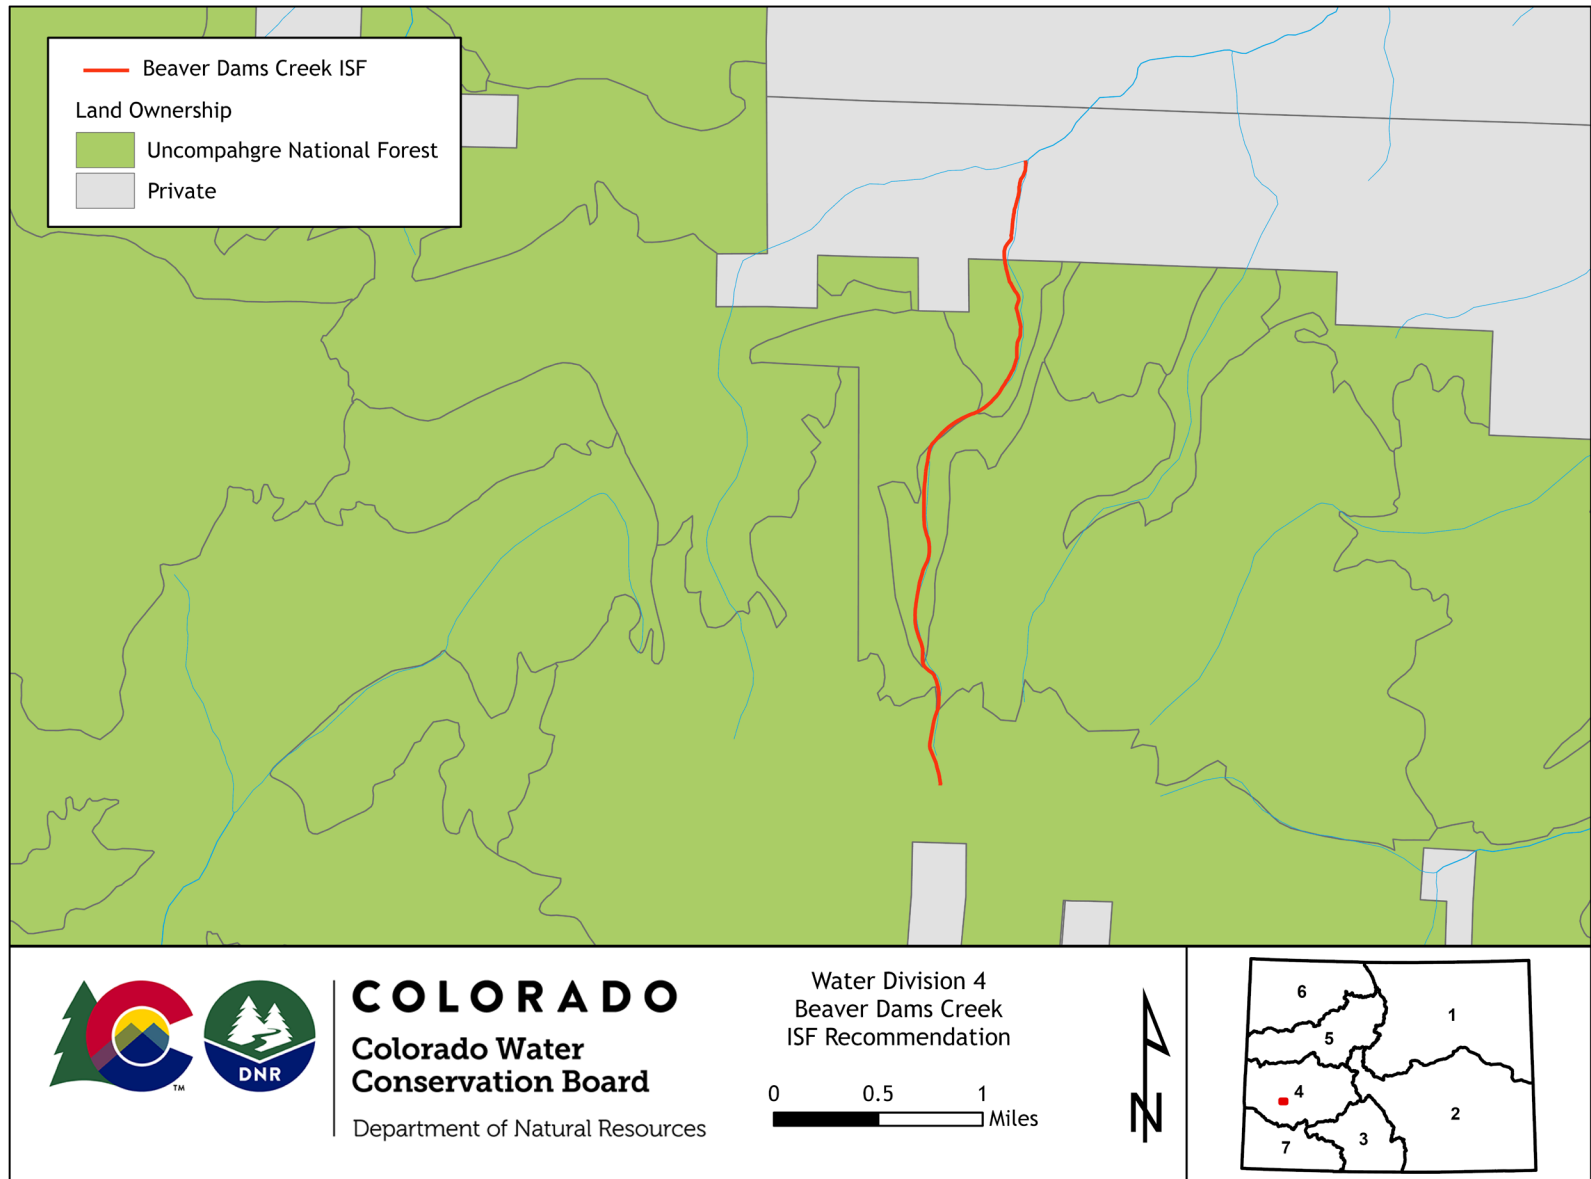 Beaver Dams Creek ISF
Land Ownership
Uncompahgre National Forest
Private
COLORADO
Colorado Water
Conservation Board
Department of Natural Resources
TM
DNR
Water Division 4
Beaver Dams Creek
ISF Recommendation
0 0.5 1
Miles
N
6
1
5
4
2
3
7